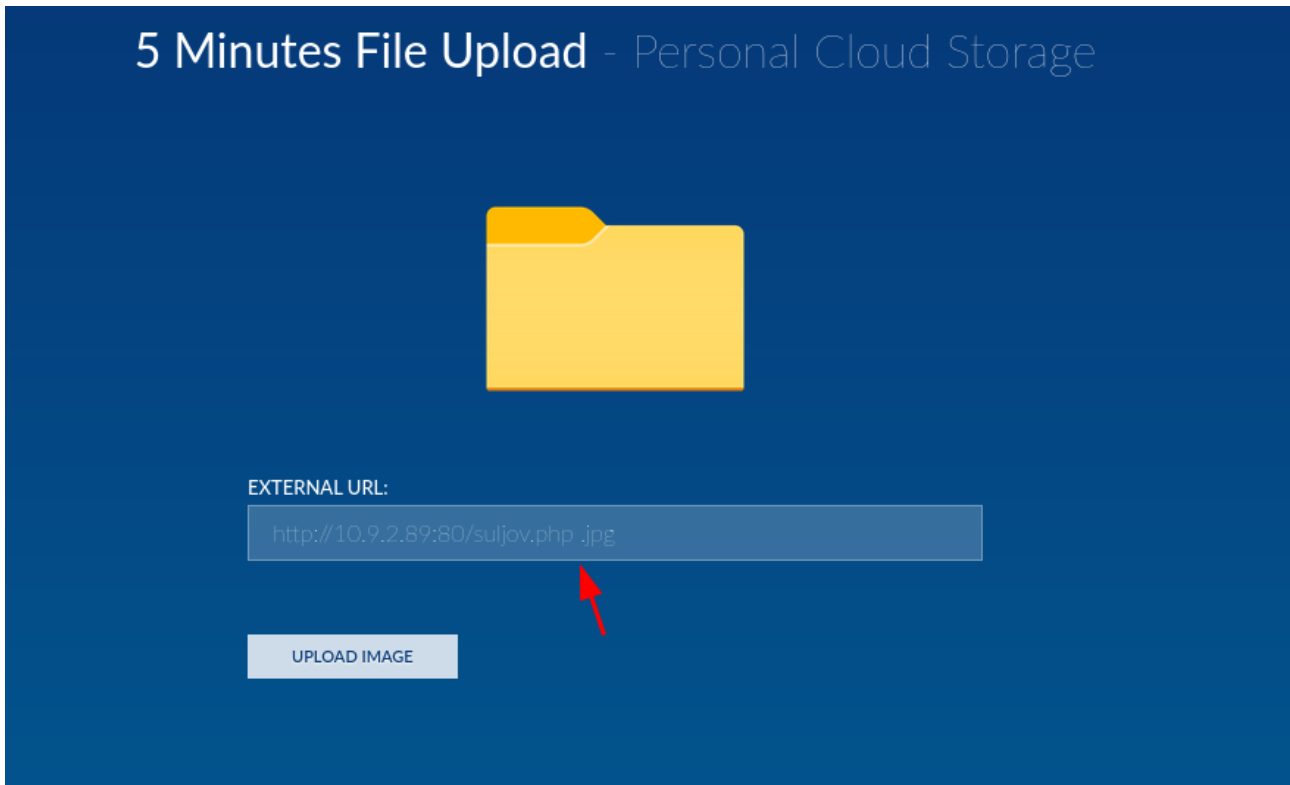 5 Minutes File Upload - Personal Cloud Storage
EXTERNAL URL:
http://10.9.2.89:80/suljov.php .jpg
UPLOAD IMAGE